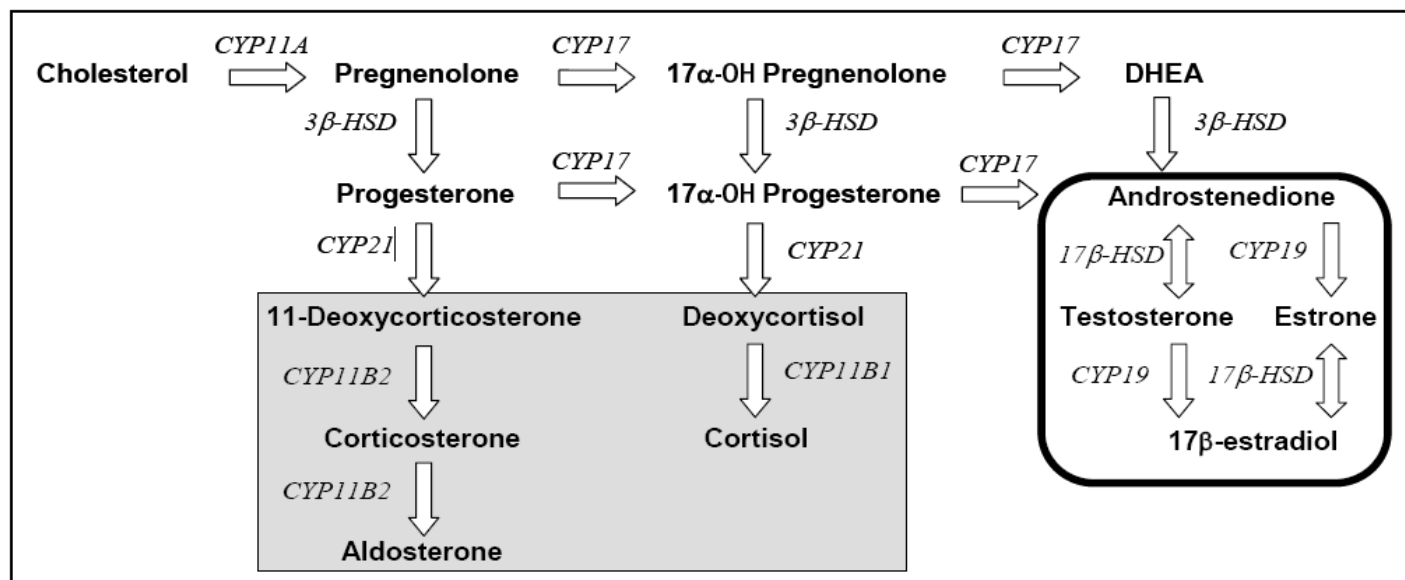 CYP11A CYP17 CYP17
Cholesterol Pregnenolone 17α-OH Pregnenolone DHEA
3β-HSD 3β-HSD 3β-HSD
CYP17 CYP17
Progesterone 17α-OH Progesterone Androstenedione
CYP21 CYP21 17β-HSD CYP19
11-Deoxycorticosterone Deoxycortisol Testosterone Estrone
CYP11B2 CYP11B1 CYP19 17β-HSD
Corticosterone Cortisol 17β-estradiol
CYP11B2
Aldosterone